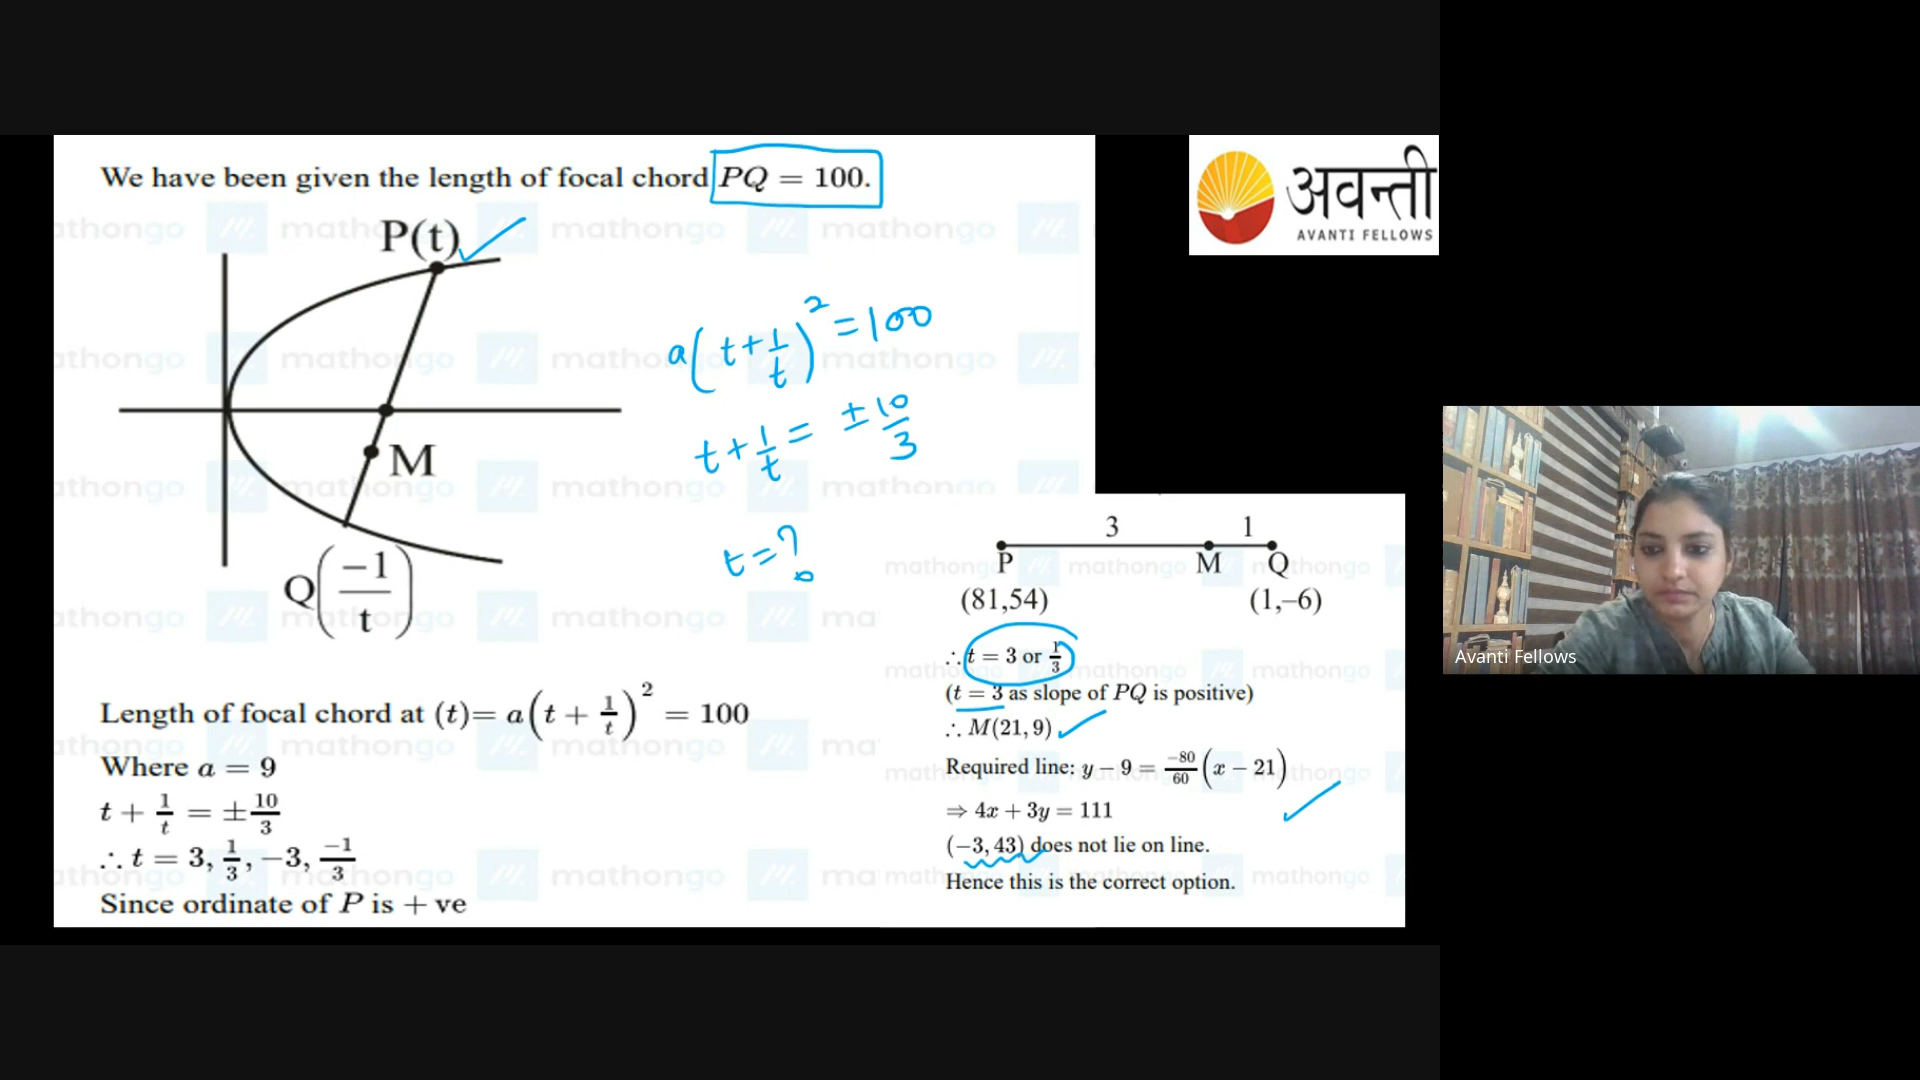 We have been given the length of focal chord PQ = 100.
P(t)
M
Q(-1/t)
a(t + 1/t)² = 100
t + 1/t = ± 10/3
t = ?
Length of focal chord at (t) = a(t + 1/t)² = 100
Where a = 9
t + 1/t = ± 10/3
∴ t = 3, 1/3, −3, −1/3
Since ordinate of P is + ve
3 1
P M Q
(81,54) (1,–6)
∴ t = 3 or 1/3
(t = 3 as slope of PQ is positive)
∴ M(21, 9)
Required line: y − 9 = −80/60 (x − 21)
⇒ 4x + 3y = 111
(−3, 43) does not lie on line.
Hence this is the correct option.
अवन्ती
AVANTI FELLOWS
Avanti Fellows
mathongo